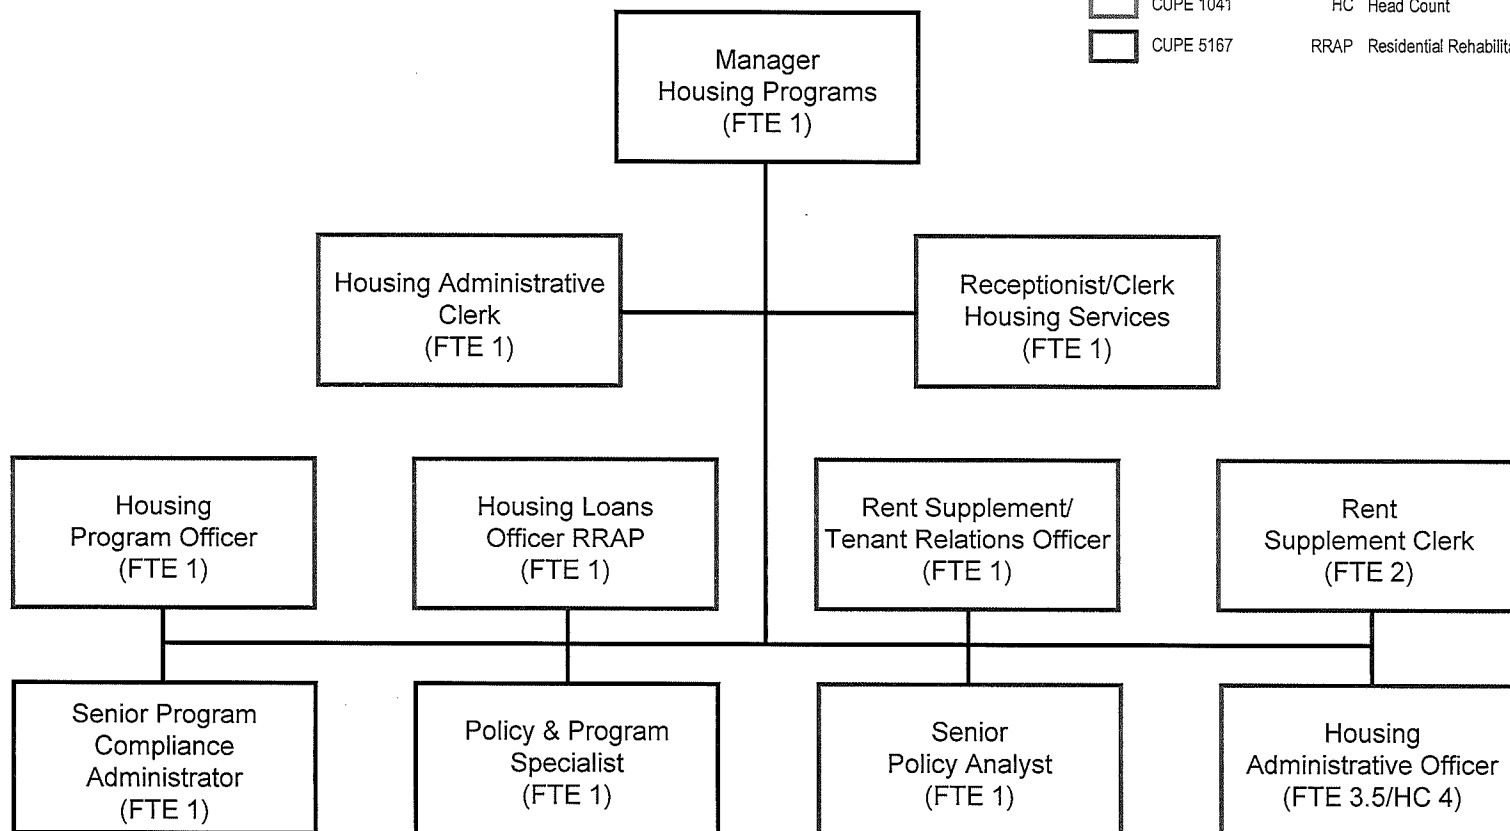 CUPE 1041 HC Head Count
CUPE 5167 RRAP Residential
Manager
Housing Programs
(FTE 1)
Housing Administrative
Clerk
(FTE 1)
Receptionist/Clerk
Housing Services
(FTE 1)
Housing
Program Officer
(FTE 1)
Housing Loans
Officer RRAP
(FTE 1)
Rent Supplement/
Tenant Relations Officer
(FTE 1)
Rent
Supplement Clerk
(FTE 2)
Senior Program
Compliance
Administrator
(FTE 1)
Policy & Program
Specialist
(FTE 1)
Senior
Policy Analyst
(FTE 1)
Housing
Administrative Officer
(FTE 3.5/HC 4)